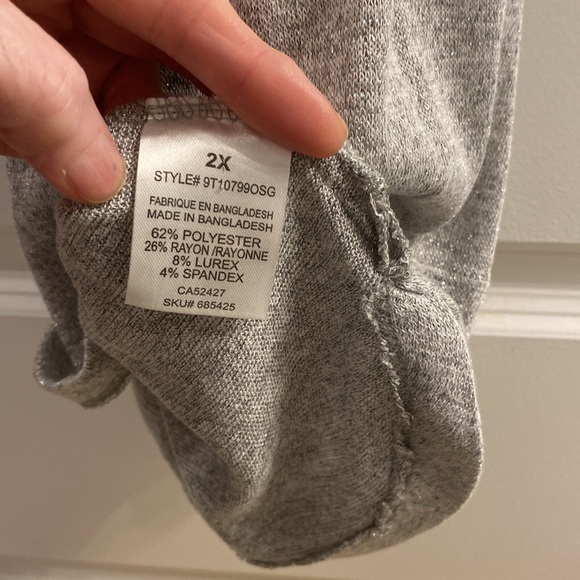 2X
STYLE# 9T10799OSG
FABRIQUE EN BANGLADESH
MADE IN BANGLADESH
62% POLYESTER
26% RAYON /RAYONNE
8% LUREX
4% SPANDEX
CA52427
SKU# 685425